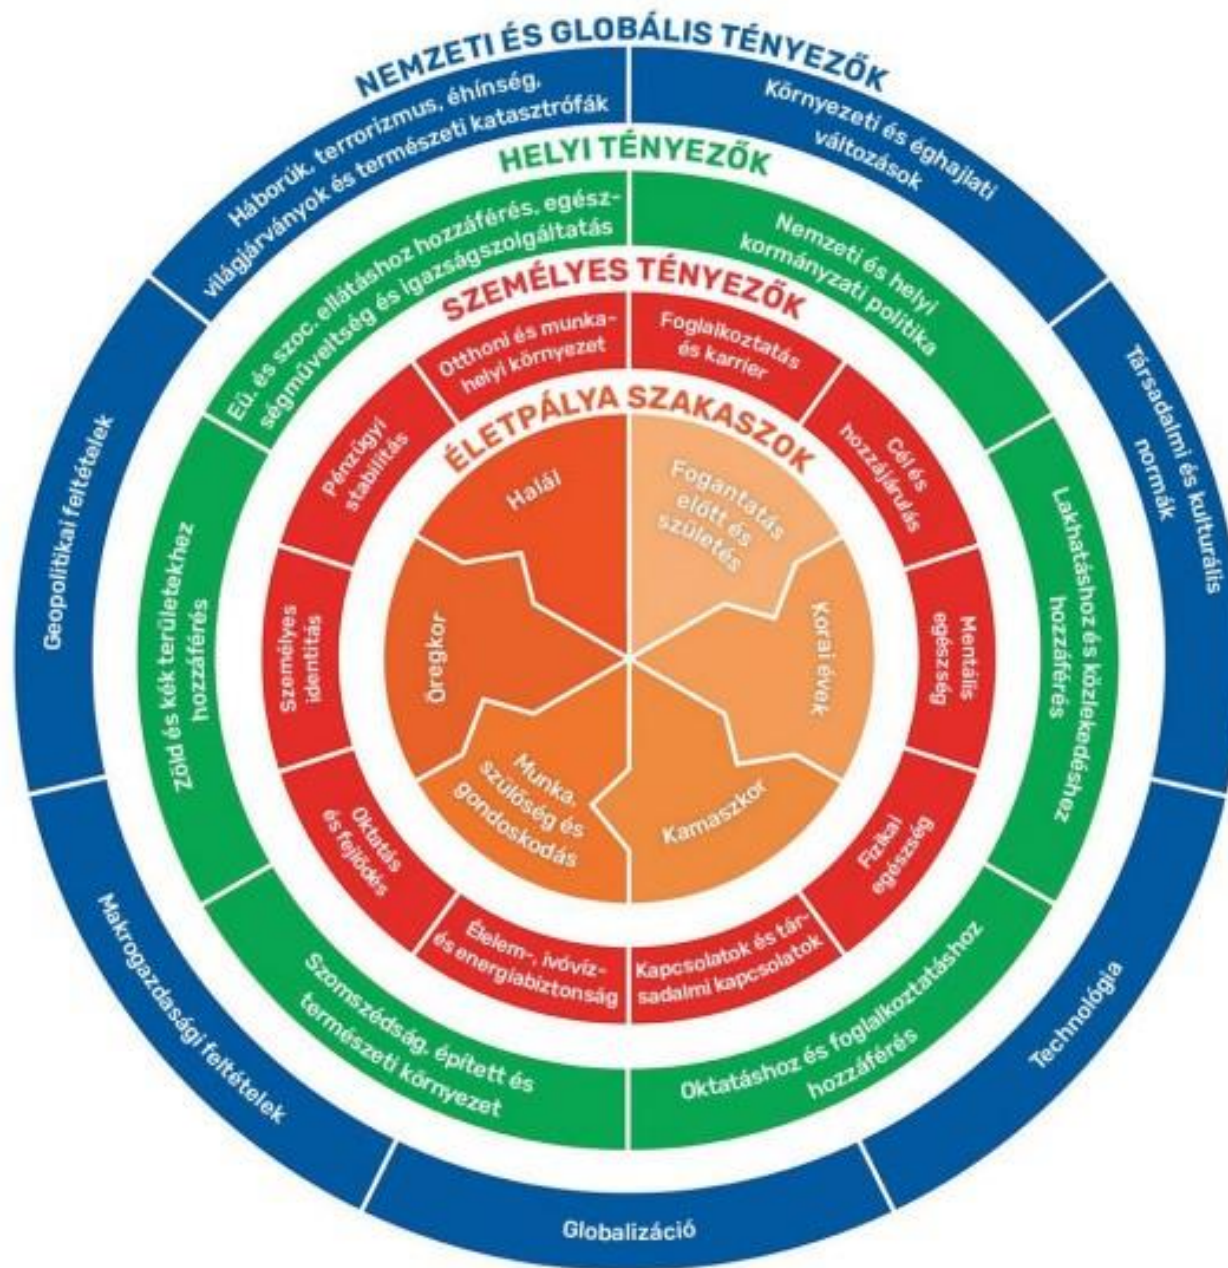 NEMZETI ÉS GLOBÁLIS TÉNYEZŐK
Környezeti és éghajlati
változások
Társadalmi és kulturális
normák
Technológia
Globalizáció
Makrogazdasági feltételek
Geopolitikai feltételek
Háborúk, terrorizmus, éhínség,
világjárványok és természeti katasztrófák
HELYI TÉNYEZŐK
Nemzeti és helyi
kormányzati politika
Lakhatáshoz és közlekedéshez
hozzáférés
Oktatáshoz és foglalkoztatáshoz
hozzáférés
Szomszédság, épített és
természeti környezet
Zöld és kék területekhez
hozzáférés
Eü. és szoc. ellátáshoz hozzáférés, egész-
ségműveltség és igazságszolgáltatás
SZEMÉLYES TÉNYEZŐK
Foglalkoztatás
és karrier
Cél és
hozzájárulás
Mentális
egészség
Fizikai
egészség
Kapcsolatok és tár-
sadalmi kapcsolatok
Élelem-, ivóvíz-
és energiabiztonság
Oktatás
és fejlődés
Személyes
identitás
Pénzügyi
stabilitás
Otthoni és munka-
helyi környezet
ÉLETPÁLYA SZAKASZOK
Fogantatás
előtt és
születés
Korai évek
Kamaszkor
Munka,
szülőség és
gondoskodás
Öregkor
Halál